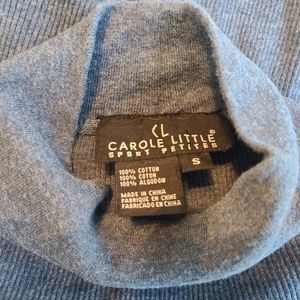 CL
CAROLE LITTLE®
SPORT PETITES
S
100% COTTON
100% COTON
100% ALGODON
MADE IN CHINA
FABRIQUE EN CHINE
FABRICADO EN CHINA